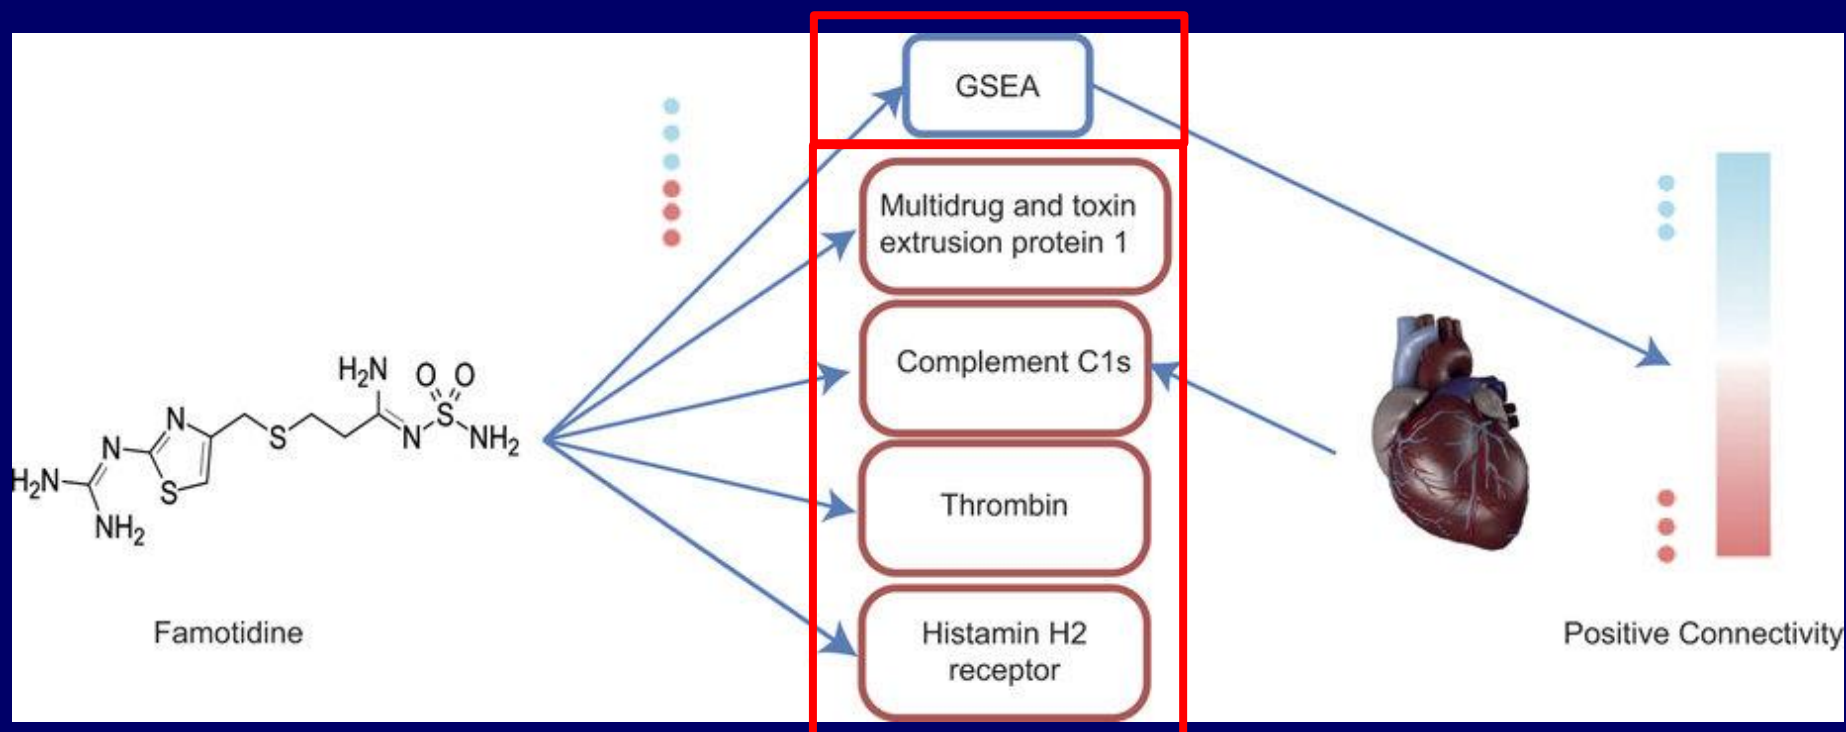 GSEA
Multidrug and toxin
extrusion protein 1
Complement C1s
Thrombin
Histamin H2
receptor
H₂N
O O
S
N
NH₂
S
N
N
S
H₂N
NH₂
Famotidine
Positive Connectivity